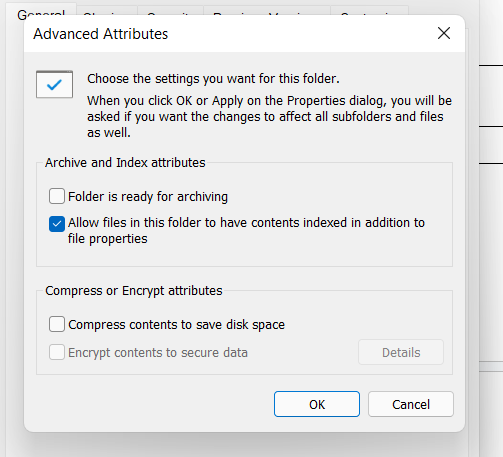 General
Advanced Attributes
Choose the settings you want for this folder.
When you click OK or Apply on the Properties dialog, you will be
asked if you want the changes to affect all subfolders and files
as well.
Archive and Index attributes
Folder is ready for archiving
Allow files in this folder to have contents indexed in addition to
file properties
Compress or Encrypt attributes
Compress contents to save disk space
Encrypt contents to secure data
Details
OK
Cancel